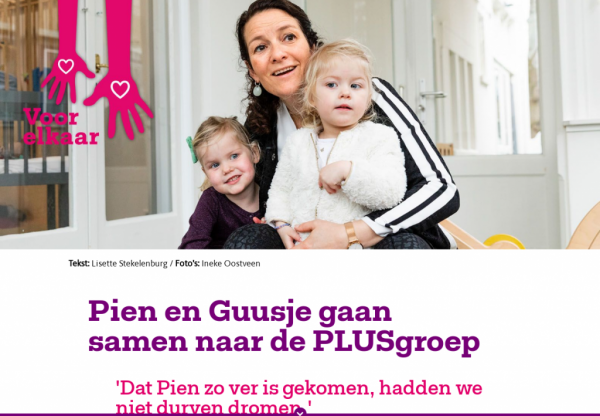 Voor
elkaar
Tekst: Lisette Stekelenburg / Foto's: Ineke Oostveen
Pien en Guusje gaan
samen naar de PLUSgroep
'Dat Pien zo ver is gekomen, hadden we
niet durven dromen.'